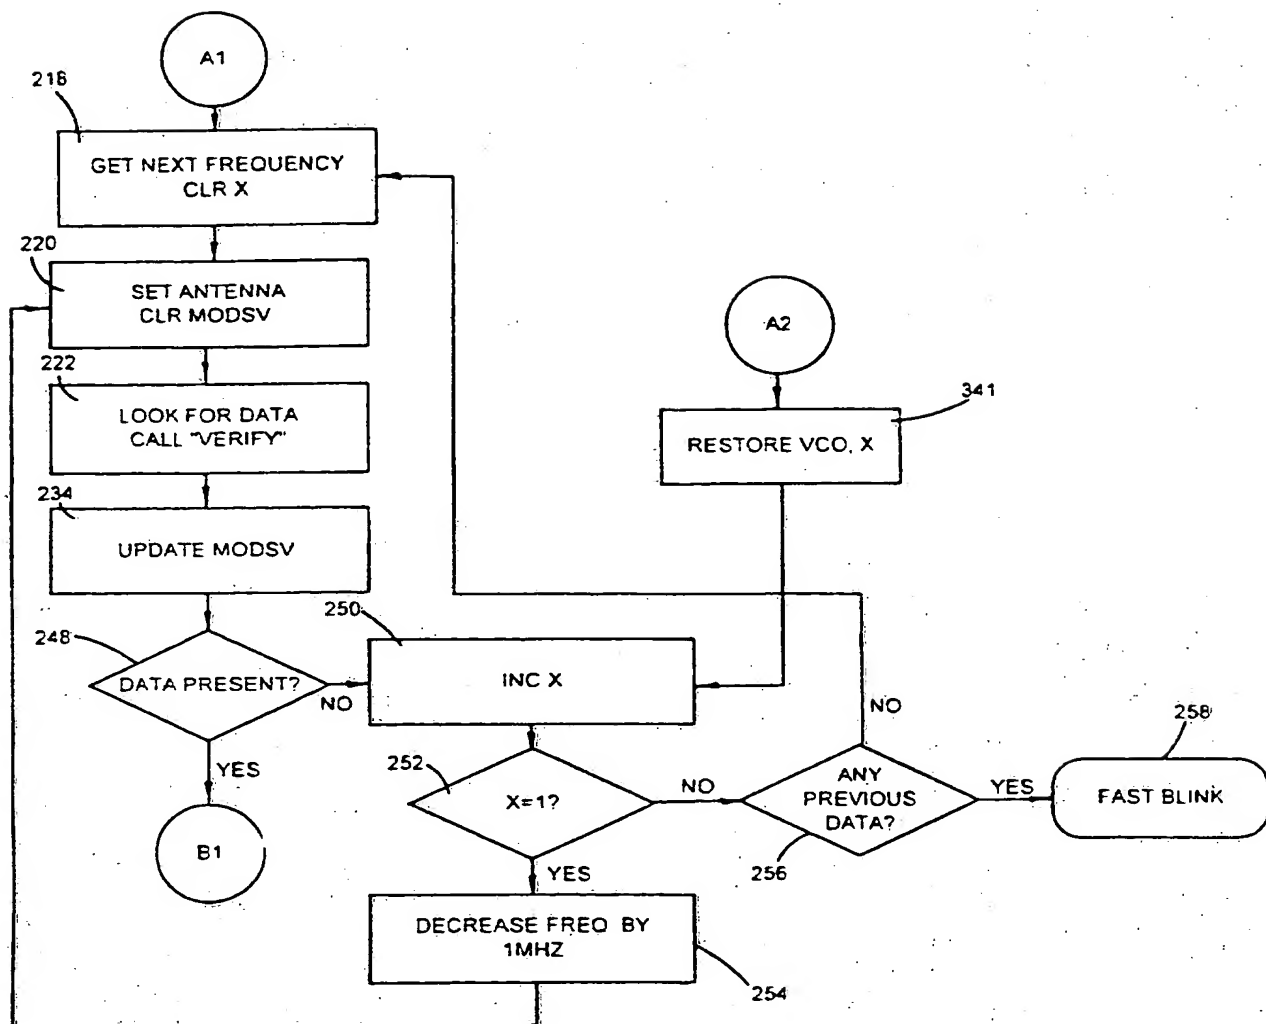 A1
218
GET NEXT FREQUENCY
CLR X
220
SET ANTENNA
CLR MODSV
A2
222
LOOK FOR DATA
CALL "VERIFY"
341
RESTORE VCO, X
234
UPDATE MODSV
250
248
DATA PRESENT?
NO
INC X
NO
258
YES
252
X=1?
NO
ANY
PREVIOUS
DATA?
YES
FAST BLINK
B1
256
YES
DECREASE FREQ BY
1MHZ
254